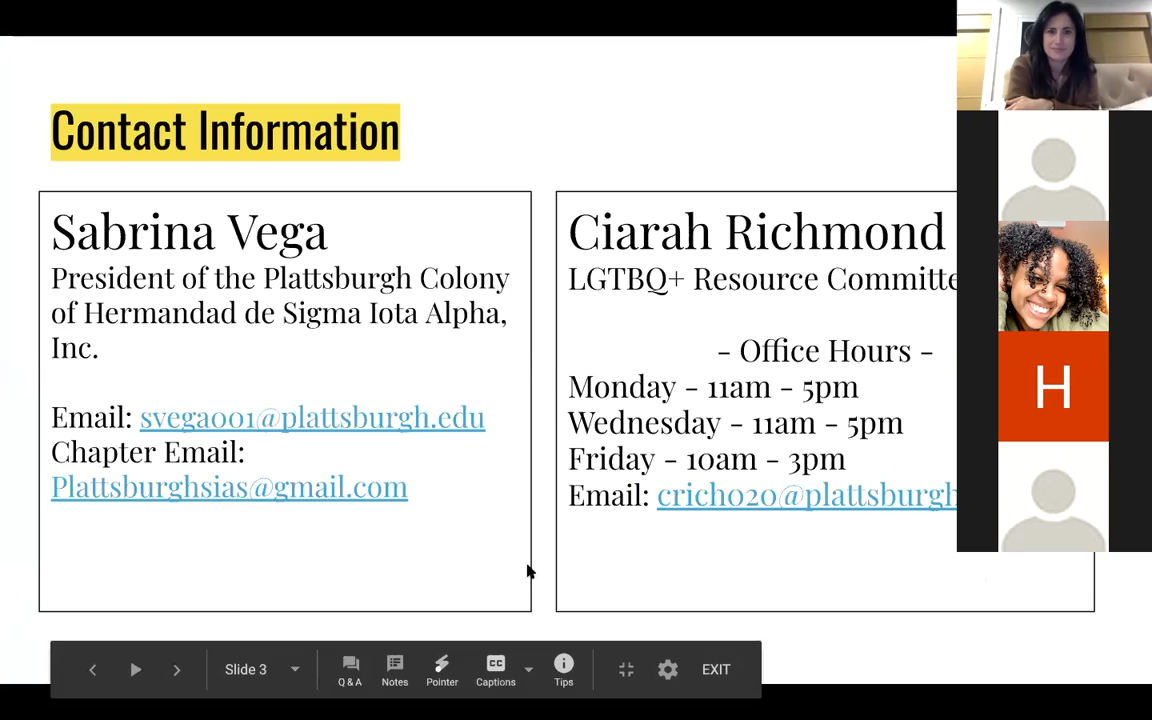 Contact Information
Sabrina Vega
President of the Plattsburgh Colony
of Hermandad de Sigma Iota Alpha,
Inc.
Email: svega001@plattsburgh.edu
Chapter Email:
Plattsburghsias@gmail.com
Ciarah Richmond
LGTBQ+ Resource Committe
- Office Hours -
Monday - 11am - 5pm
Wednesday - 11am - 5pm
Friday - 10am - 3pm
Email: crich020@plattsburgh
H
Slide 3
Q & A
Notes
Pointer
CC
Captions
Tips
EXIT